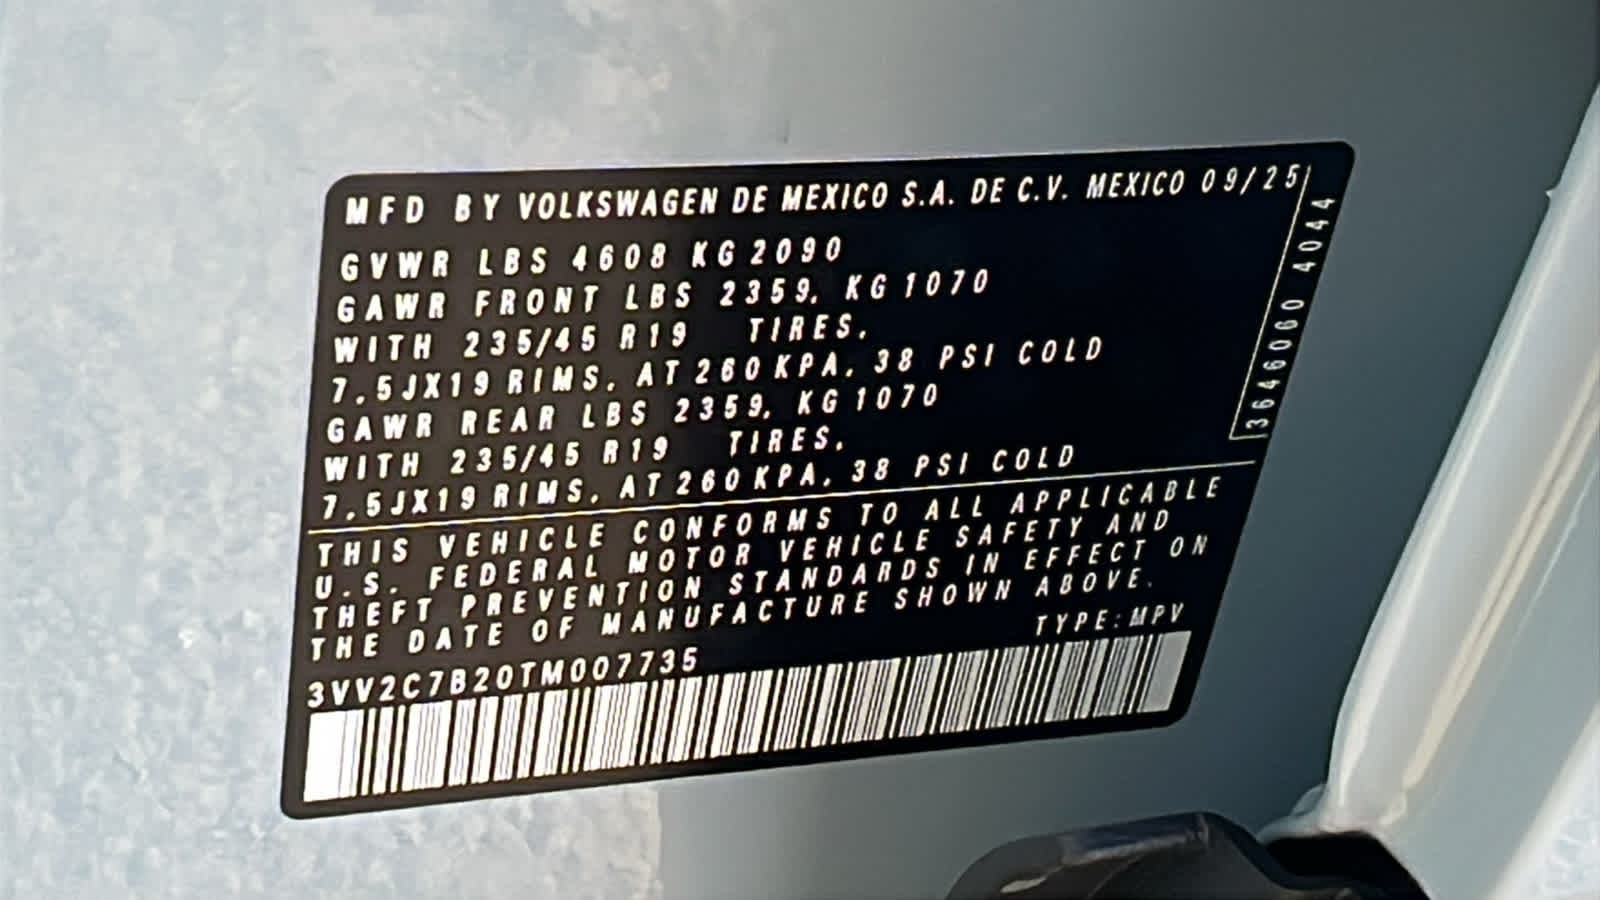 MFD BY VOLKSWAGEN DE MEXICO S.A. DE C.V. MEXICO 09/25
GVWR LBS 4608 KG 2090
GAWR FRONT LBS 2359, KG 1070
WITH 235/45 R19 TIRES,
7.5JX19 RIMS, AT 260 KPA, 38 PSI COLD
GAWR REAR LBS 2359, KG 1070
WITH 235/45 R19 TIRES,
7.5JX19 RIMS, AT 260 KPA, 38 PSI COLD
3646060 4044
THIS VEHICLE CONFORMS TO ALL APPLICABLE
U.S. FEDERAL MOTOR VEHICLE SAFETY AND
THEFT PREVENTION STANDARDS IN EFFECT ON
THE DATE OF MANUFACTURE SHOWN ABOVE.
TYPE: MPV
3VV2C7B20TM007735